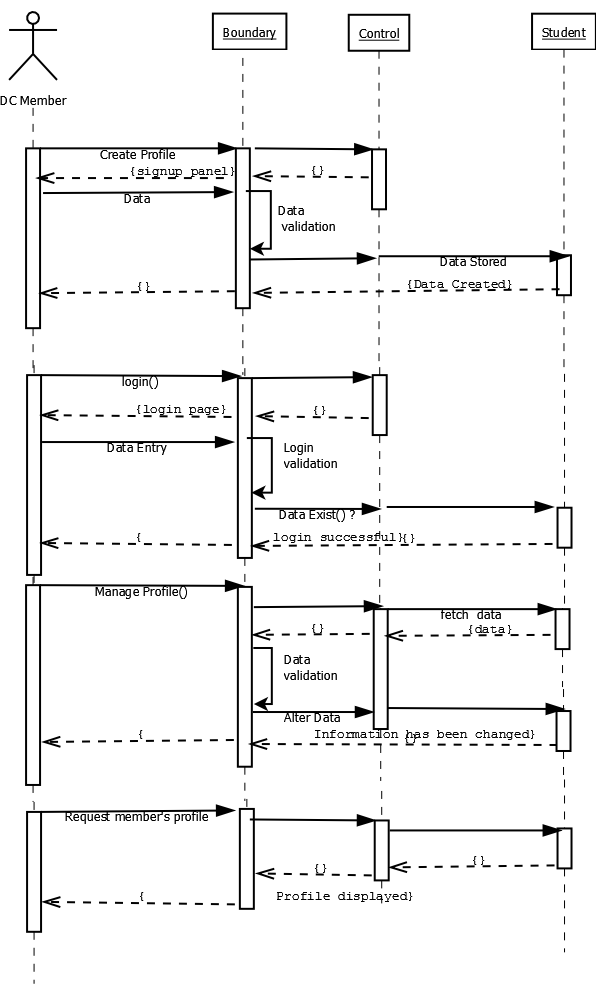 Boundary
Control
Student
DC Member
Create Profile
{signup panel}
{}
Data
Data
validation
Data Stored
{}
{Data Created}
login()
{login page}
{}
Data Entry
Login
validation
Data Exist() ?
{
login successful}
{}
Manage Profile()
fetch data
{}
{data}
Data
validation
Alter Data
{
Information has been changed}
{}
Request member's profile
{}
{}
{
Profile displayed}